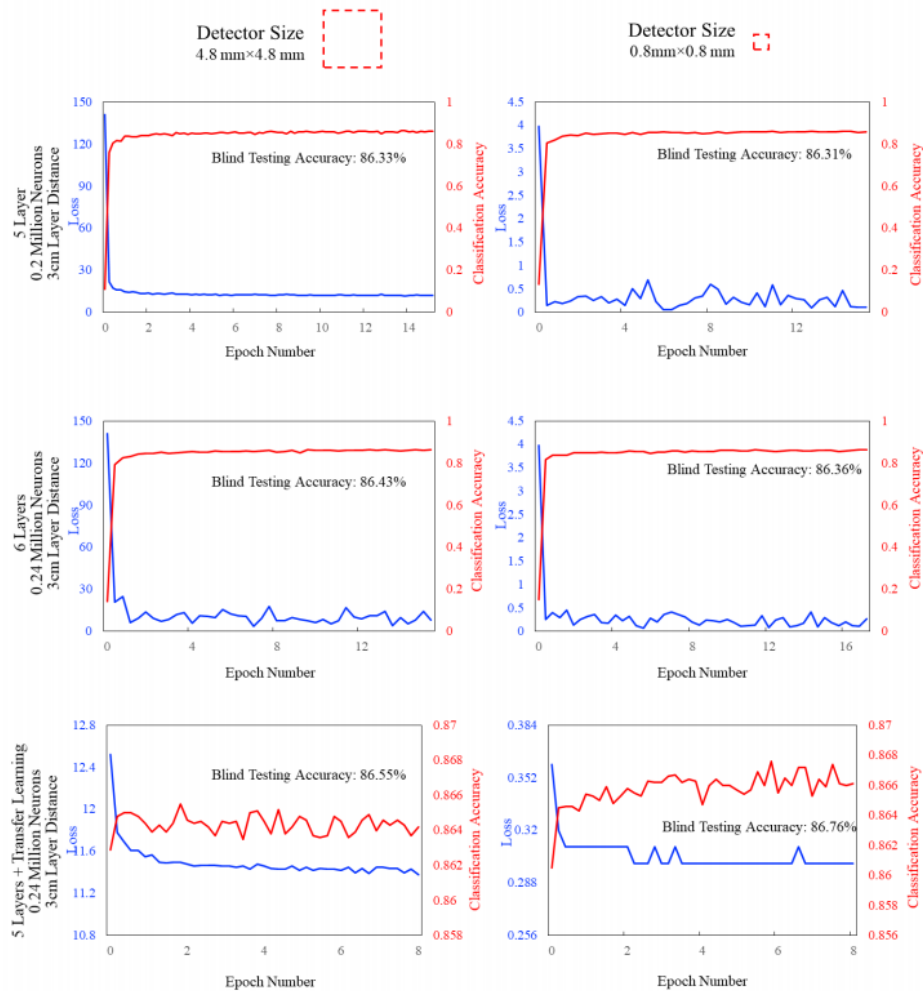 Detector Size
4.8 mm×4.8 mm
Detector Size
0.8mm×0.8 mm
5 Layer
0.2 Million Neurons
3cm Layer Distance
Loss
150
120
90
60
30
0
Blind Testing Accuracy: 86.33%
1
0.8
0.6
0.4
0.2
0
Classification Accuracy
0 2 4 6 8 10 12 14
Epoch Number
Loss
4.5
4
3.5
3
2.5
2
1.5
1
0.5
0
Blind Testing Accuracy: 86.31%
1
0.8
0.6
0.4
0.2
0
Classification Accuracy
0 4 8 12
Epoch Number
6 Layers
0.24 Million Neurons
3cm Layer Distance
Loss
150
120
90
60
30
0
Blind Testing Accuracy: 86.43%
1
0.8
0.6
0.4
0.2
0
Classification Accuracy
0 4 8 12
Epoch Number
Loss
4.5
4
3.5
3
2.5
2
1.5
1
0.5
0
Blind Testing Accuracy: 86.36%
1
0.8
0.6
0.4
0.2
0
Classification Accuracy
0 4 8 12 16
Epoch Number
5 Layers + Transfer Learning
0.24 Million Neurons
3cm Layer Distance
Loss
12.8
12.4
12
11.6
11.2
10.8
Blind Testing Accuracy: 86.55%
0.87
0.868
0.866
0.864
0.862
0.86
0.858
Classification Accuracy
0 2 4 6 8
Epoch Number
Loss
0.384
0.352
0.32
0.288
0.256
Blind Testing Accuracy: 86.76%
0.87
0.868
0.866
0.864
0.862
0.86
0.858
0.856
Classification Accuracy
0 2 4 6 8
Epoch Number